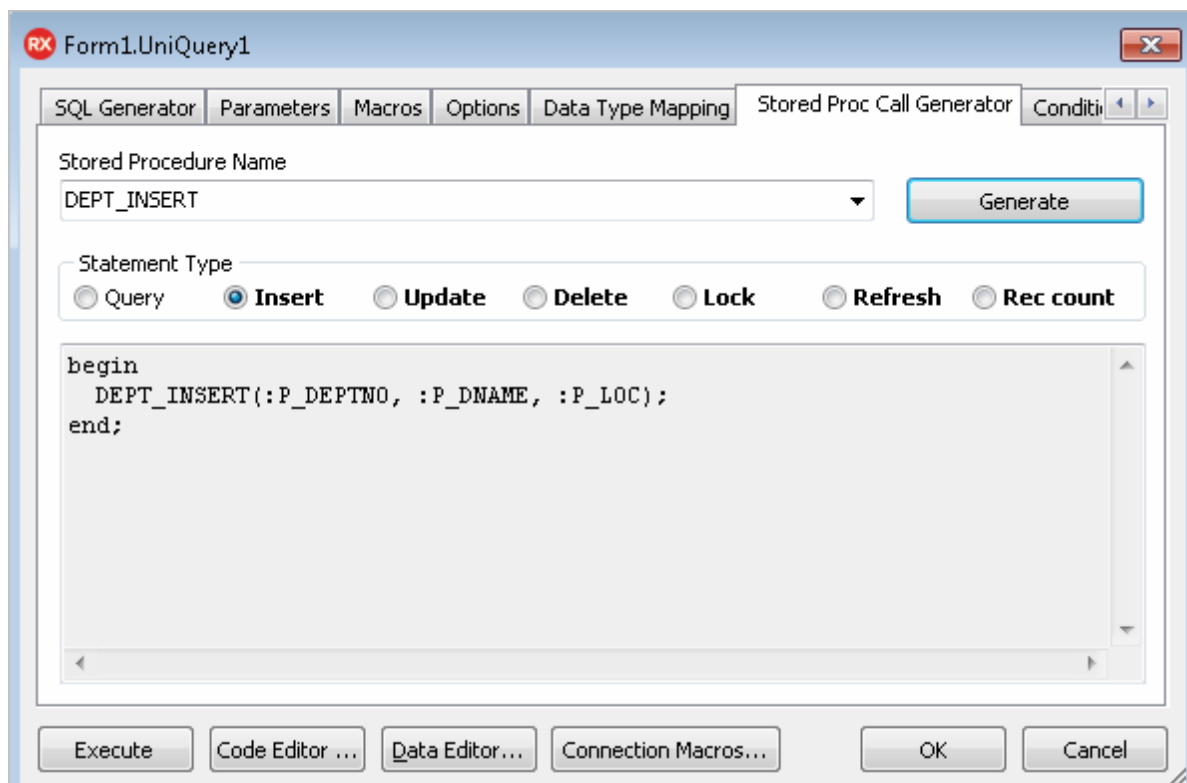 RX Form1.UniQuery1
SQL Generator Parameters Macros Options Data Type Mapping Stored Proc Call Generator Conditi
Stored Procedure Name
DEPT_INSERT Generate
Statement Type
Query Insert Update Delete Lock Refresh Rec count
begin
DEPT_INSERT(:P_DEPTNO, :P_DNAME, :P_LOC);
end;
Execute Code Editor ... Data Editor... Connection Macros... OK Cancel